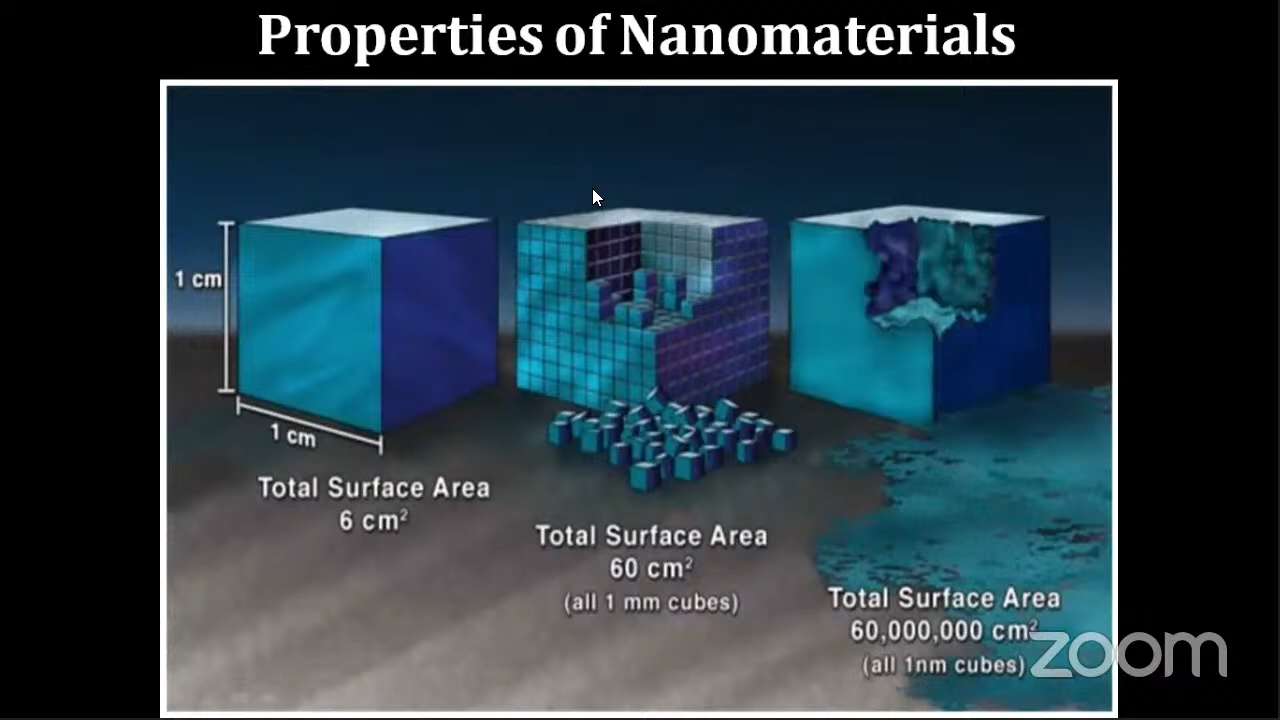 Properties of Nanomaterials
1 cm
1 cm
Total Surface Area
6 cm²
Total Surface Area
60 cm²
(all 1 mm cubes)
Total Surface Area
60,000,000 cm²
(all 1nm cubes)
zoom